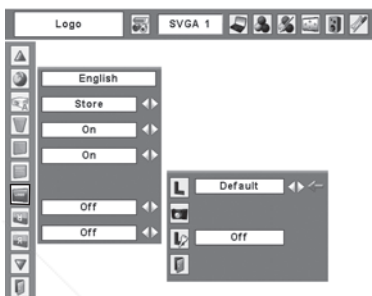 Logo SVGA 1
English
Store
On
On
Off
Off
L Default
Off